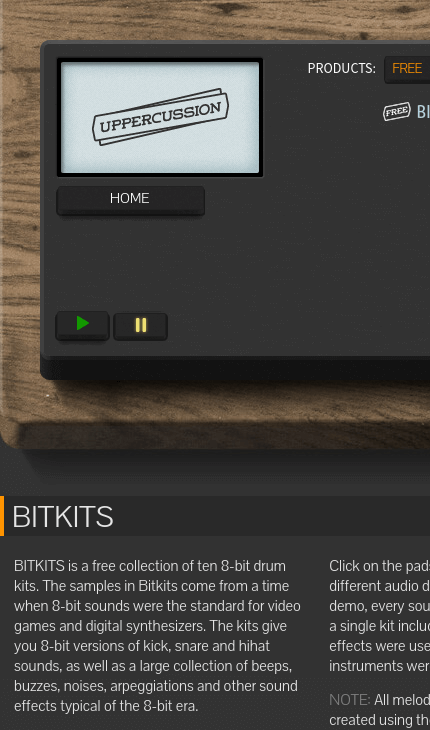 PRODUCTS: FREE
UPPERCUSSION
FREE
HOME
BITKITS
BITKITS is a free collection of ten 8-bit drum
kits. The samples in Bitkits come from a time
when 8-bit sounds were the standard for video
games and digital synthesizers. The kits give
you 8-bit versions of kick, snare and hihat
sounds, as well as a large collection of beeps,
buzzes, noises, arpeggiations and other sound
effects typical of the 8-bit era.
Click on the pad
different audio d
demo, every sou
a single kit inclu
effects were use
instruments wer
NOTE: All melod
created using th